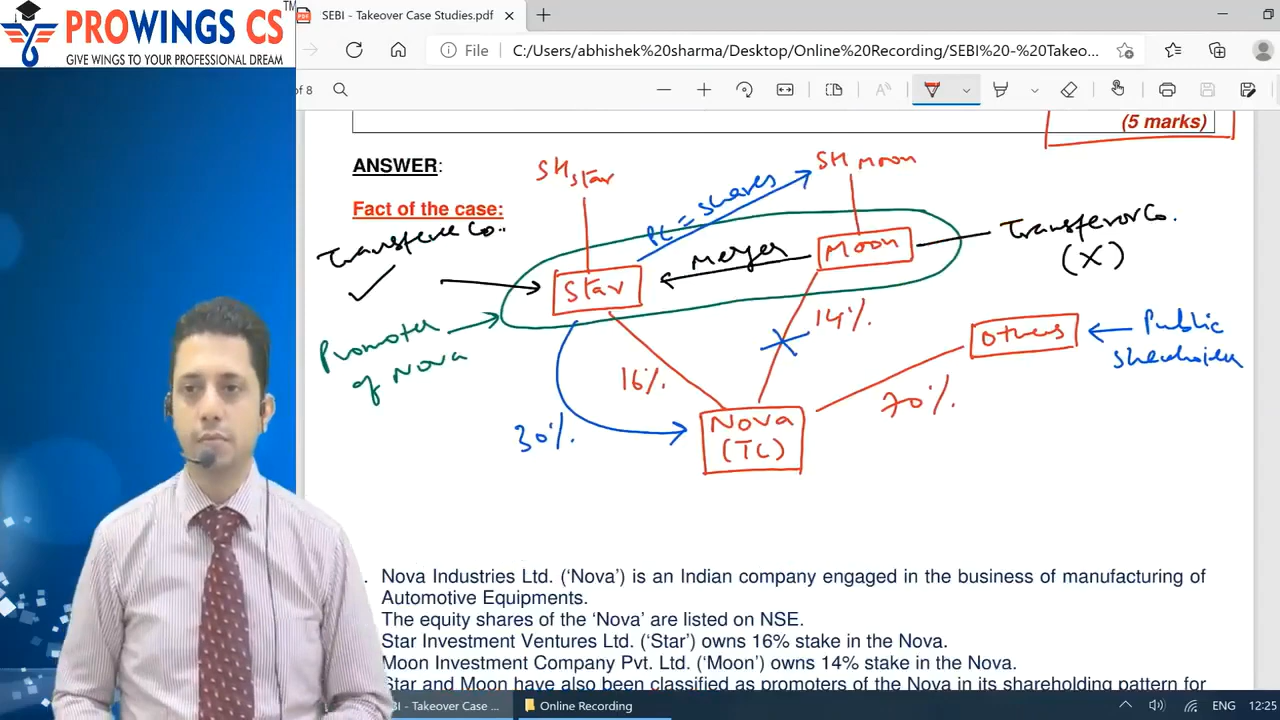 PROWINGS CS™
GIVE WINGS TO YOUR PROFESSIONAL DREAM
SEBI - Takeover Case Studies.pdf
File
C:/Users/abhishek%20sharma/Desktop/Online%20Recording/SEBI%20-%20Takeo...
of 8
(5 marks)
ANSWER:
SH Star
SH Moon
Fact of the case:
PC = Shares
Transferee Co..
Transferor Co.
(X)
Merger
Moon
Star
Promoter
of Nova
14%.
Others
Public
16%.
70%.
30%.
Nova
(TC)
Nova Industries Ltd. (‘Nova’) is an Indian company engaged in the business of manufacturing of
Automotive Equipments.
The equity shares of the ‘Nova’ are listed on NSE.
Star Investment Ventures Ltd. (‘Star’) owns 16% stake in the Nova.
Moon Investment Company Pvt. Ltd. (‘Moon’) owns 14% stake in the Nova.
Star and Moon have also been classified as promoters of the Nova in its shareholding pattern for
BI - Takeover Case ...
Online Recording
ENG
12:25